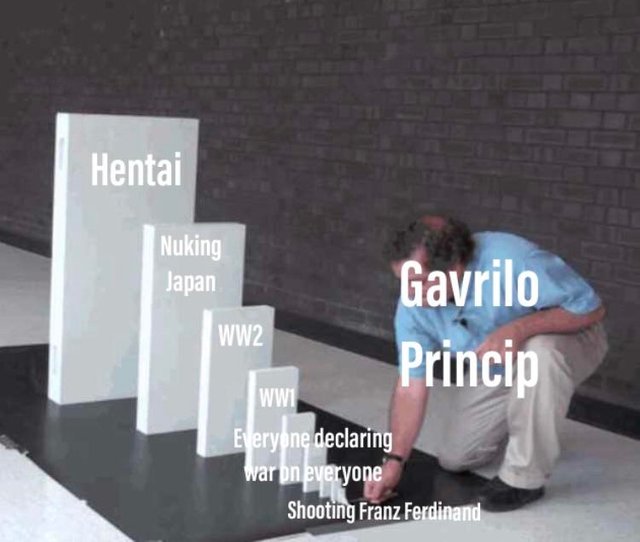 Hentai
Nuking
Japan
WW2
WW1
Everyone declaring
war on everyone
Shooting Franz Ferdinand
Gavrilo
Princip